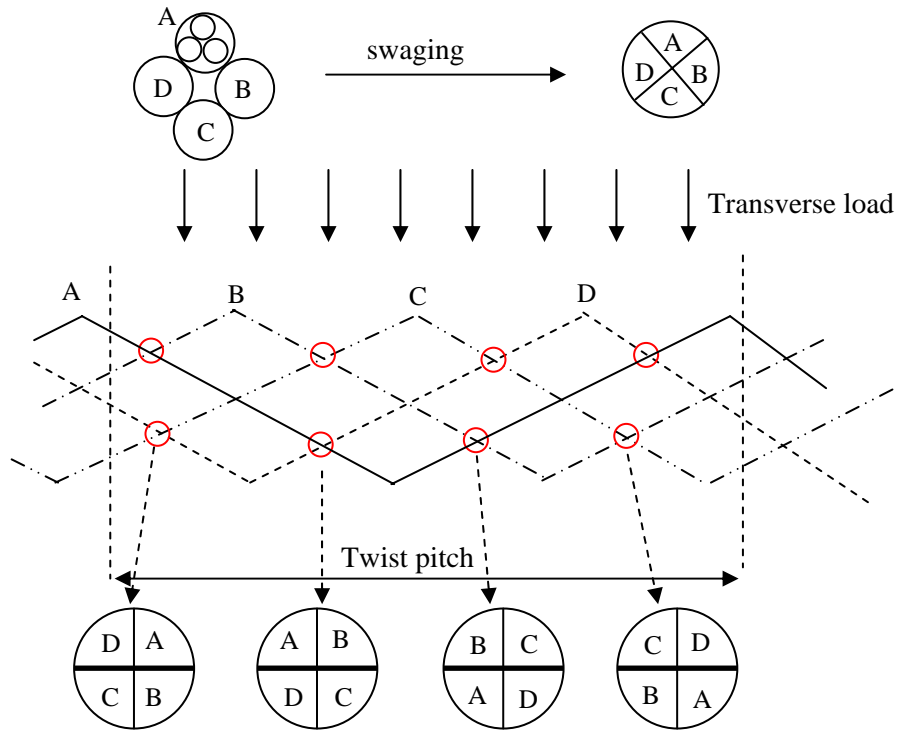 A
D B
C
swaging
A
D B
C
Transverse load
A B C D
Twist pitch
D A A B B C C D
C B D C A D B A